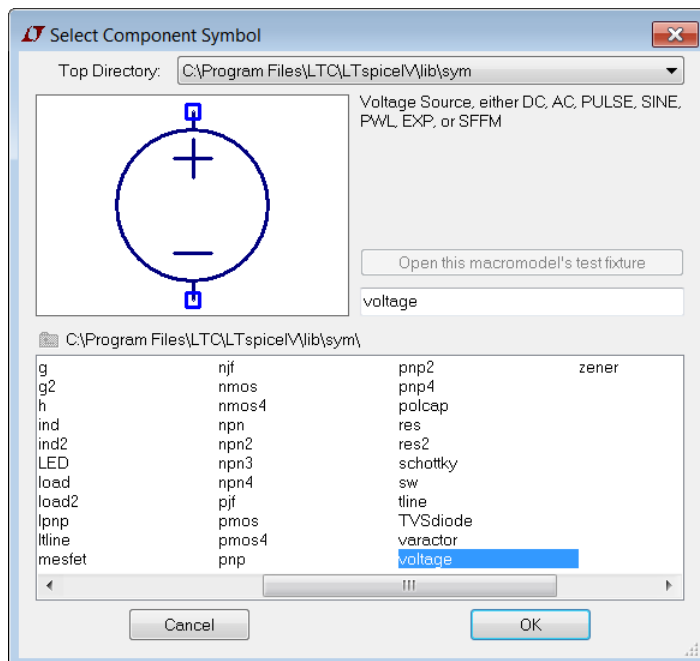 Select Component Symbol
Top Directory: C:\Program Files\LTC\LTspiceIV\lib\sym
Voltage Source, either DC, AC, PULSE, SINE,
PWL, EXP, or SFFM
Open this macromodel's test fixture
voltage
C:\Program Files\LTC\LTspiceIV\lib\sym\
g njf pnp2 zener
g2 nmos pnp4
h nmos4 polcap
ind npn res
ind2 npn2 res2
LED npn3 schottky
load npn4 sw
load2 pjf tline
lpnp pmos TVSdiode
ltline pmos4 varactor
mesfet pnp voltage
Cancel OK